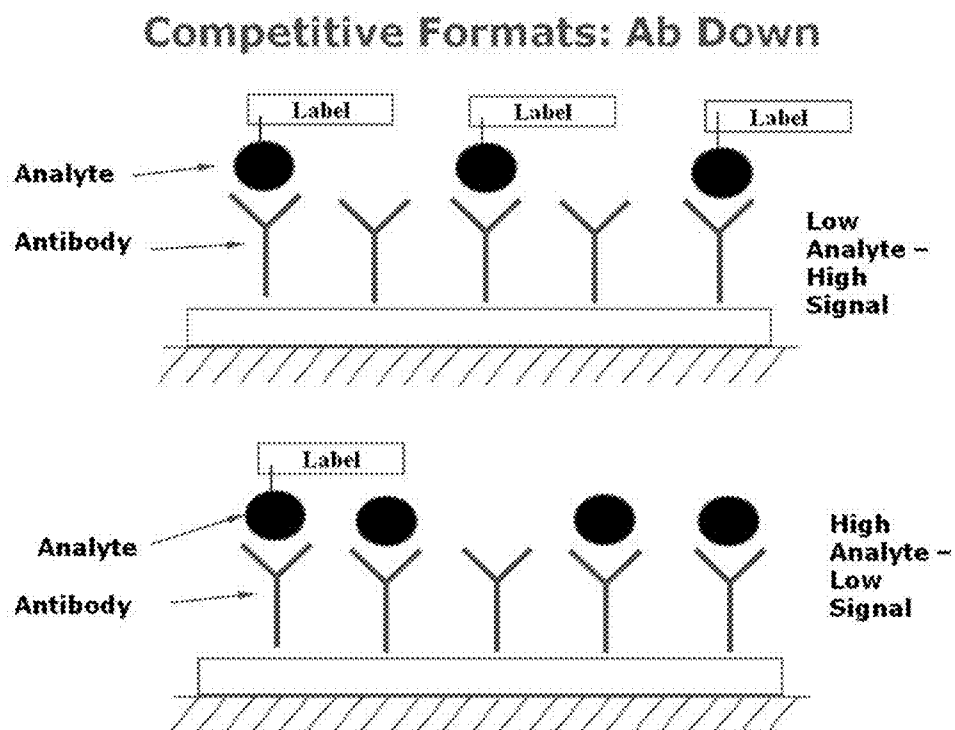 Competitive Formats: Ab Down
Label
Label
Label
Analyte
Antibody
Low
Analyte –
High
Signal
Label
Analyte
Antibody
High
Analyte –
Low
Signal